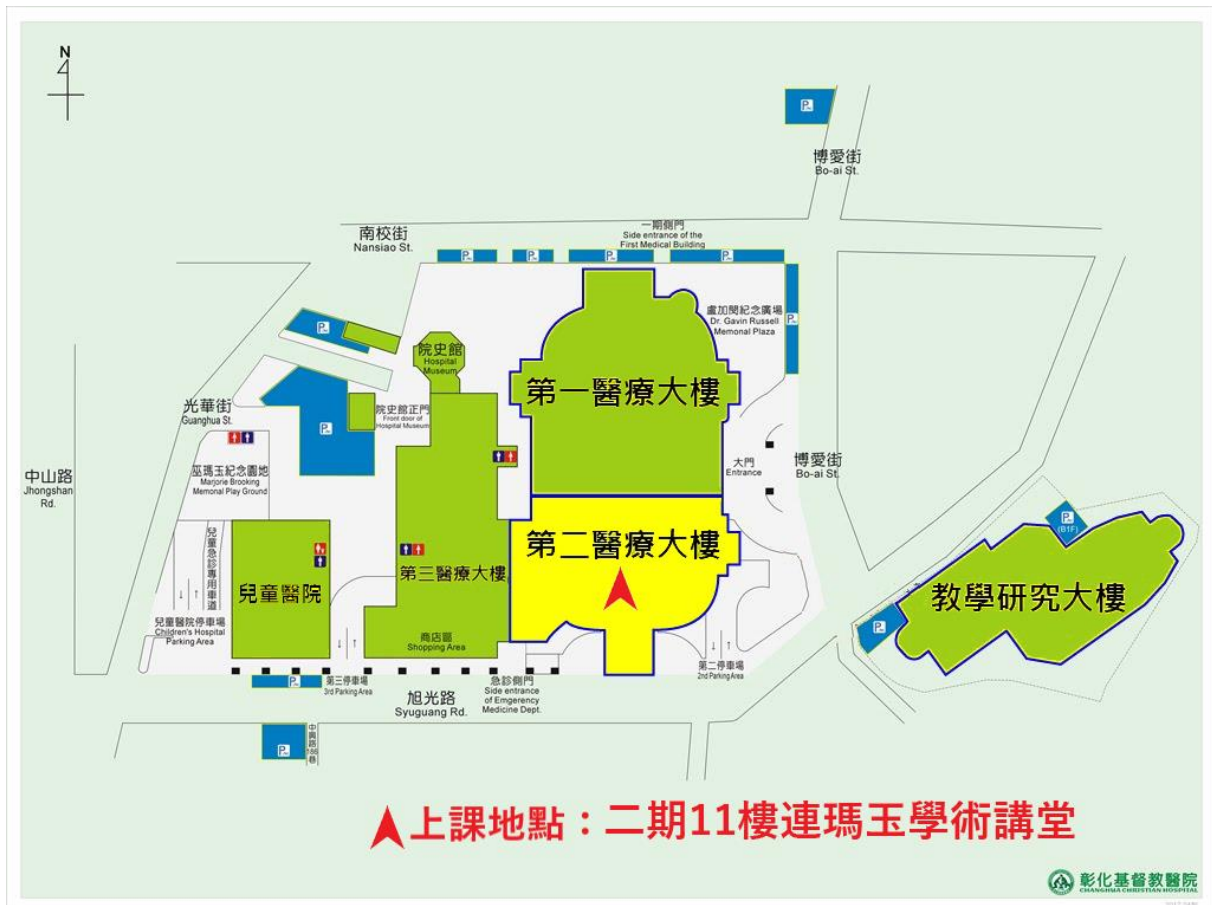 N
P
博愛街
Bo-ai St.
南校街
Nansiao St.
一期側門
Side entrance of the
First Medical Building
P
P
P
P
盧加閔紀念廣場
Dr. Gavin Russell
Memonal Plaza
P
P
院史館
Hospital
Museum
第一醫療大樓
光華街
Guanghua St.
院史館正門
Front door of
Hospital Museum
P
大門
Entrance
博愛街
Bo-ai St.
中山路
Jhongshan
Rd.
巫瑪玉紀念園地
Marjorie Brooking
Memonal Play Ground
兒童急診專用車道
第二醫療大樓
第三醫療大樓
兒童醫院
P
(B1F)
教學研究大樓
P
兒童醫院停車場
Children's Hospital
Parking Area
商店區
Shopping Area
第三停車場
3rd Parking Area
急診側門
Side entrance
of Emgerency
Medicine Dept.
第二停車場
2nd Parking Area
P
旭光路
Syuguang Rd.
P
中興路
186
巷
上課地點：二期11樓連瑪玉學術講堂
彰化基督教醫院
CHANGHUA CHRISTIAN HOSPITAL